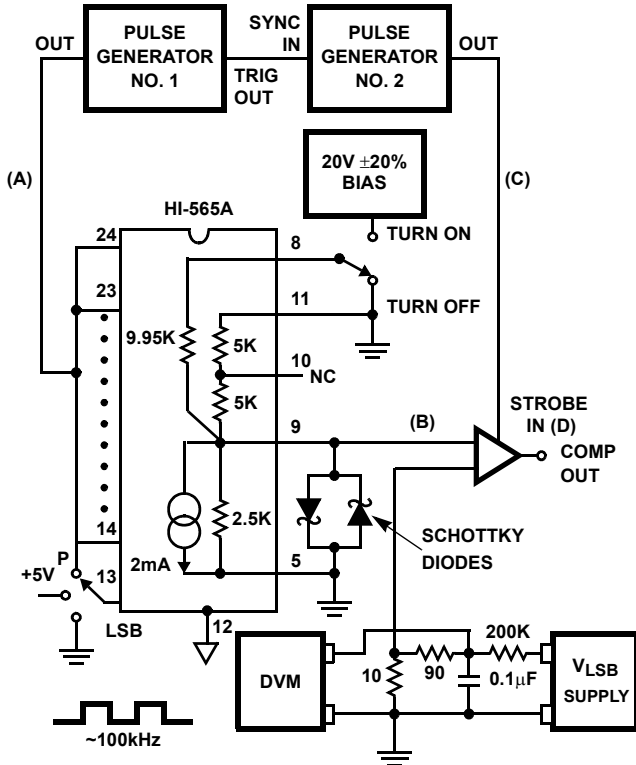 OUT
PULSE
GENERATOR
NO. 1
TRIG
OUT
SYNC
IN
PULSE
GENERATOR
NO. 2
OUT
(A)
(C)
20V ±20%
BIAS
HI-565A
TURN ON
TURN OFF
24
23
14
13
8
11
10
NC
9
5
12
9.95K
5K
5K
2.5K
2mA
(B)
STROBE
IN (D)
COMP
OUT
SCHOTTKY
DIODES
P
+5V
LSB
~100kHz
DVM
10
90
200K
0.1µF
VLSB
SUPPLY